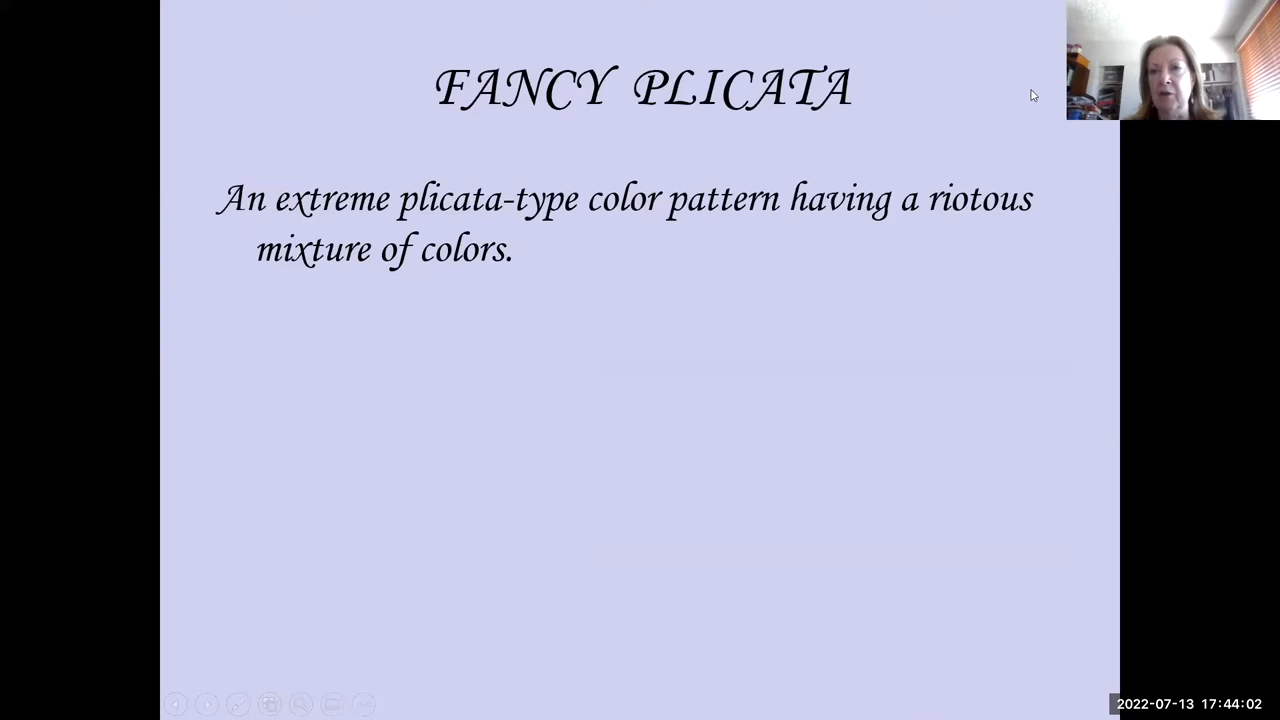 FANCY PLICATA
An extreme plicata-type color pattern having a riotous
mixture of colors.
2022-07-13 17:44:02